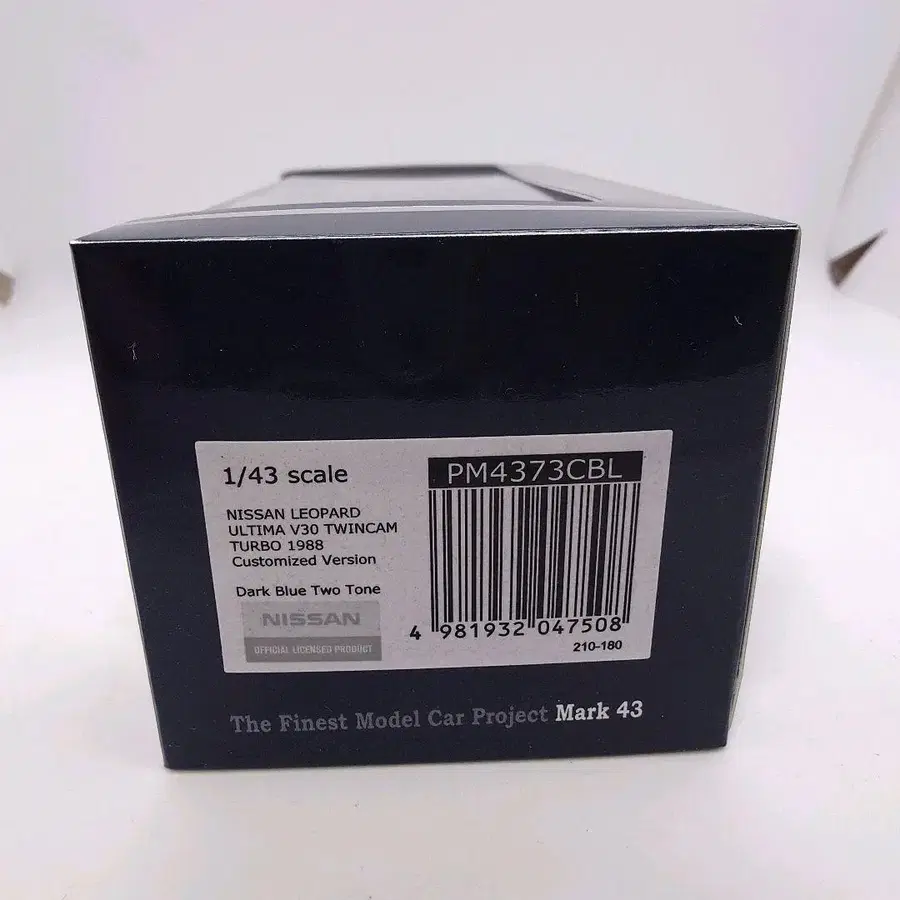 1/43 scale
PM4373CBL
NISSAN LEOPARD
ULTIMA V30 TWINCAM
TURBO 1988
Customized Version
Dark Blue Two Tone
NISSAN
OFFICIAL LICENSED PRODUCT
4 981932 047508
210-180
The Finest Model Car Project Mark 43